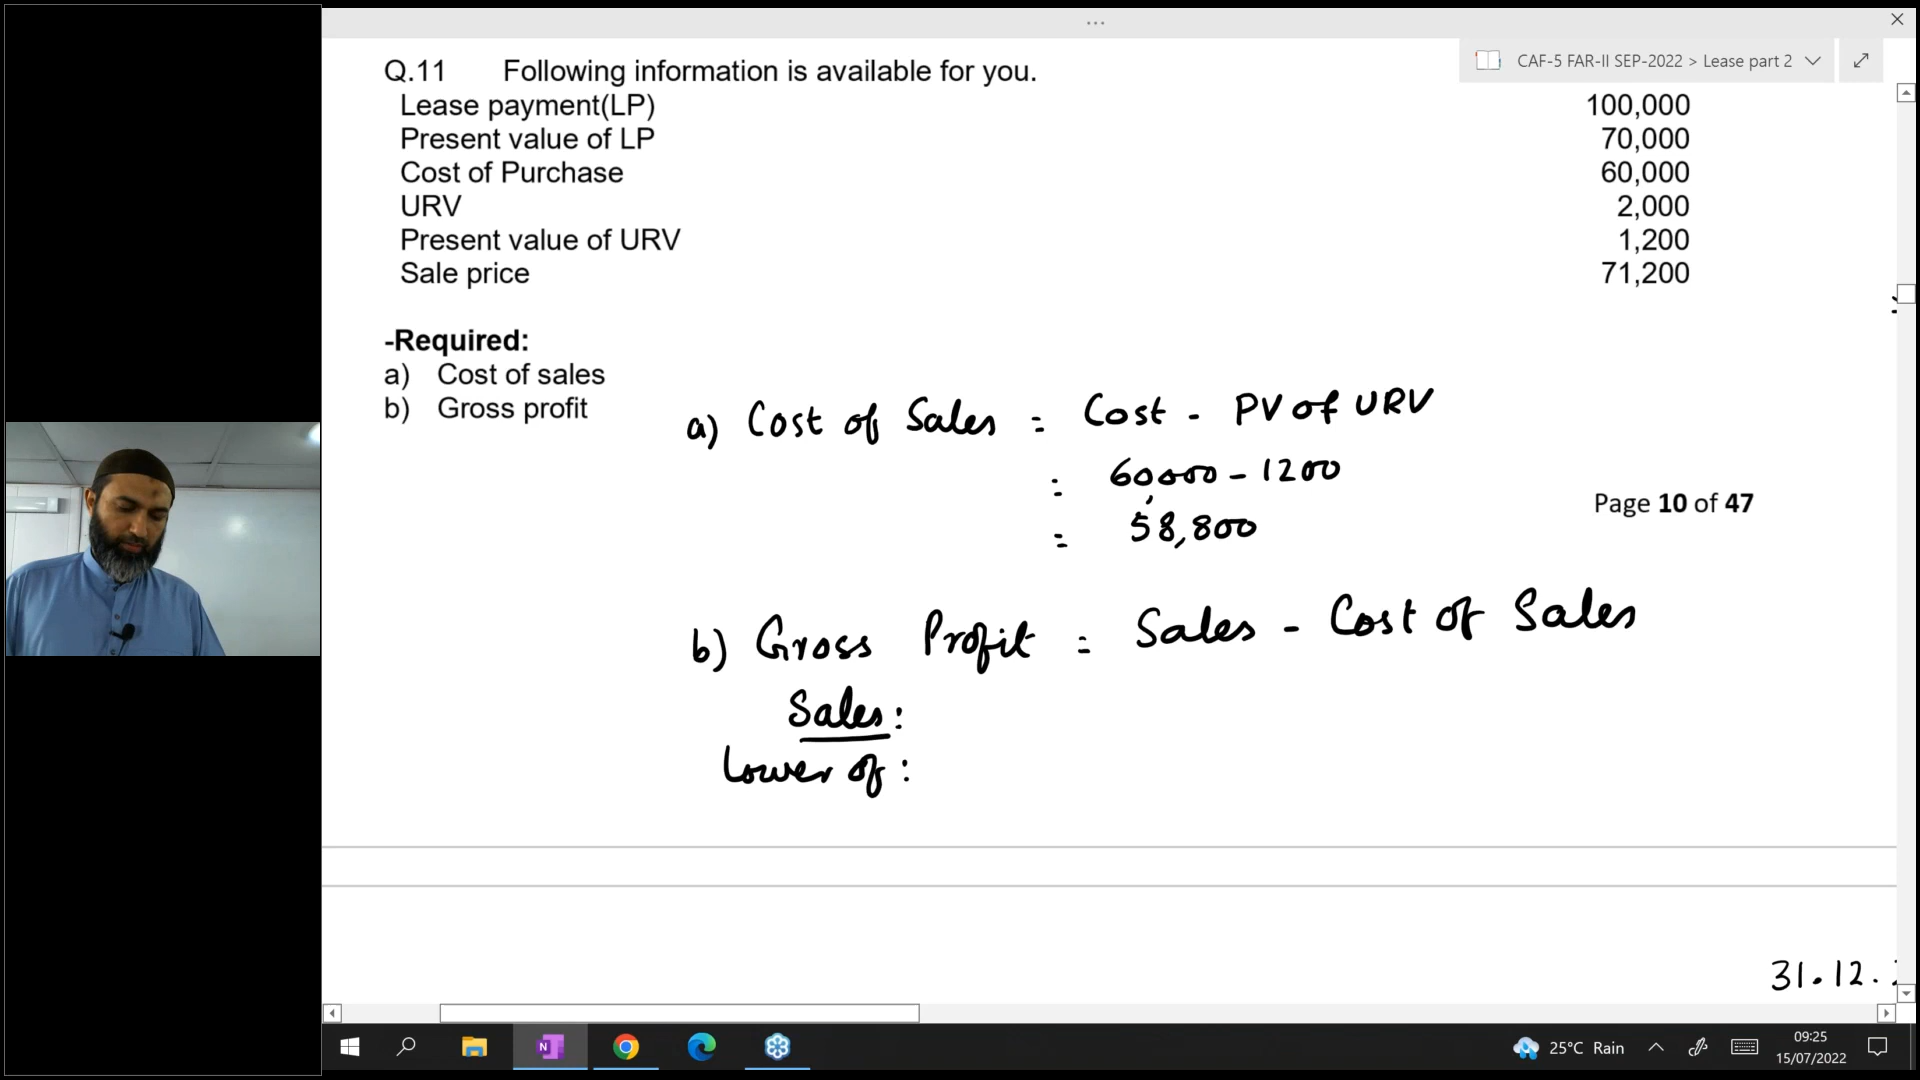 CAF-5 FAR-II SEP-2022 > Lease part 2
Q.11 Following information is available for you.
Lease payment(LP) 100,000
Present value of LP 70,000
Cost of Purchase 60,000
URV 2,000
Present value of URV 1,200
Sale price 71,200
-Required:
a) Cost of sales
b) Gross profit
a) Cost of Sales = Cost - PV of URV
= 60,000 - 1200
= 58,800
Page 10 of 47
b) Gross Profit = Sales - Cost of Sales
Sales:
Lower of:
31.12.
25°C Rain
09:25
15/07/2022